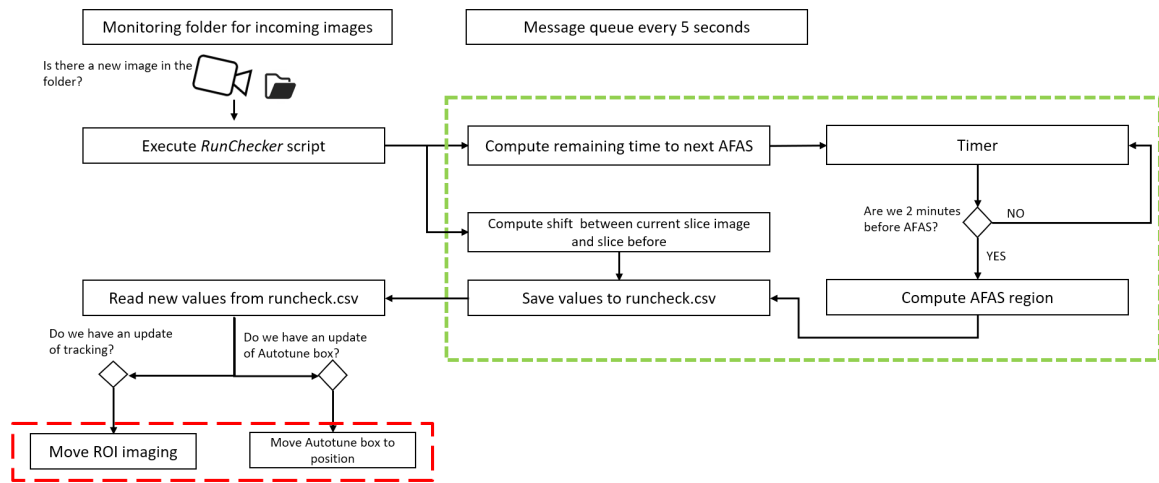 Monitoring folder for incoming images
Message queue every 5 seconds
Is there a new image in the
folder?
Execute RunChecker script
Compute remaining time to next AFAS
Timer
Compute shift between current slice image
and slice before
Are we 2 minutes
before AFAS?
NO
YES
Read new values from runcheck.csv
Save values to runcheck.csv
Compute AFAS region
Do we have an update
of tracking?
Do we have an update
of Autotune box?
Move ROI imaging
Move Autotune box to
position